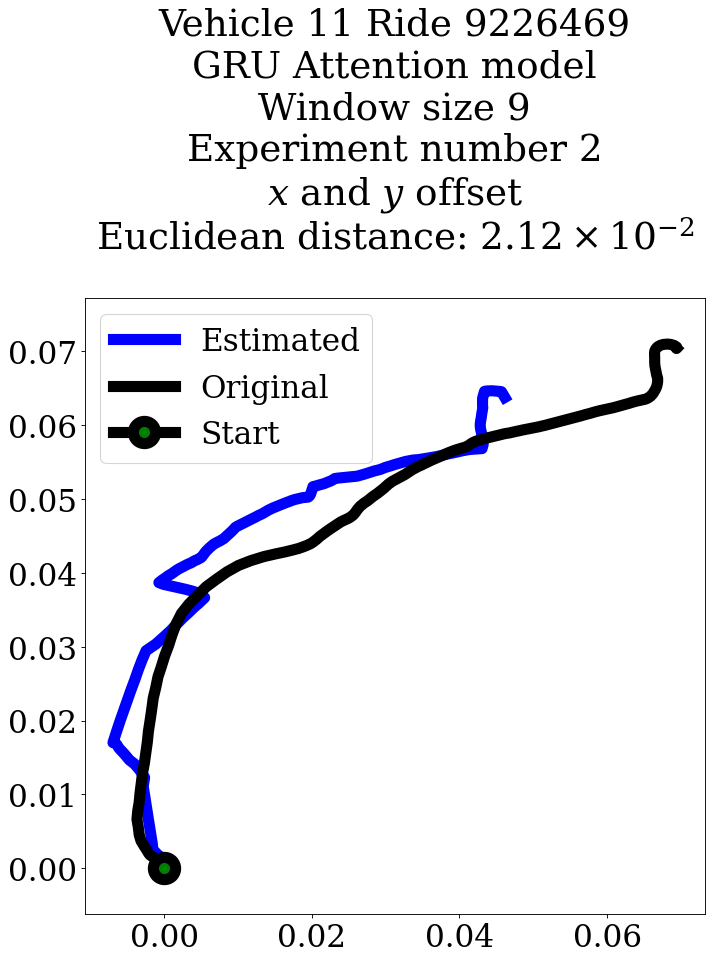 Vehicle 11 Ride 9226469
GRU Attention model
Window size 9
Experiment number 2
x and y offset
Euclidean distance: 2.12 × 10⁻²
Estimated
Original
Start
0.07
0.06
0.05
0.04
0.03
0.02
0.01
0.00
0.00 0.02 0.04 0.06